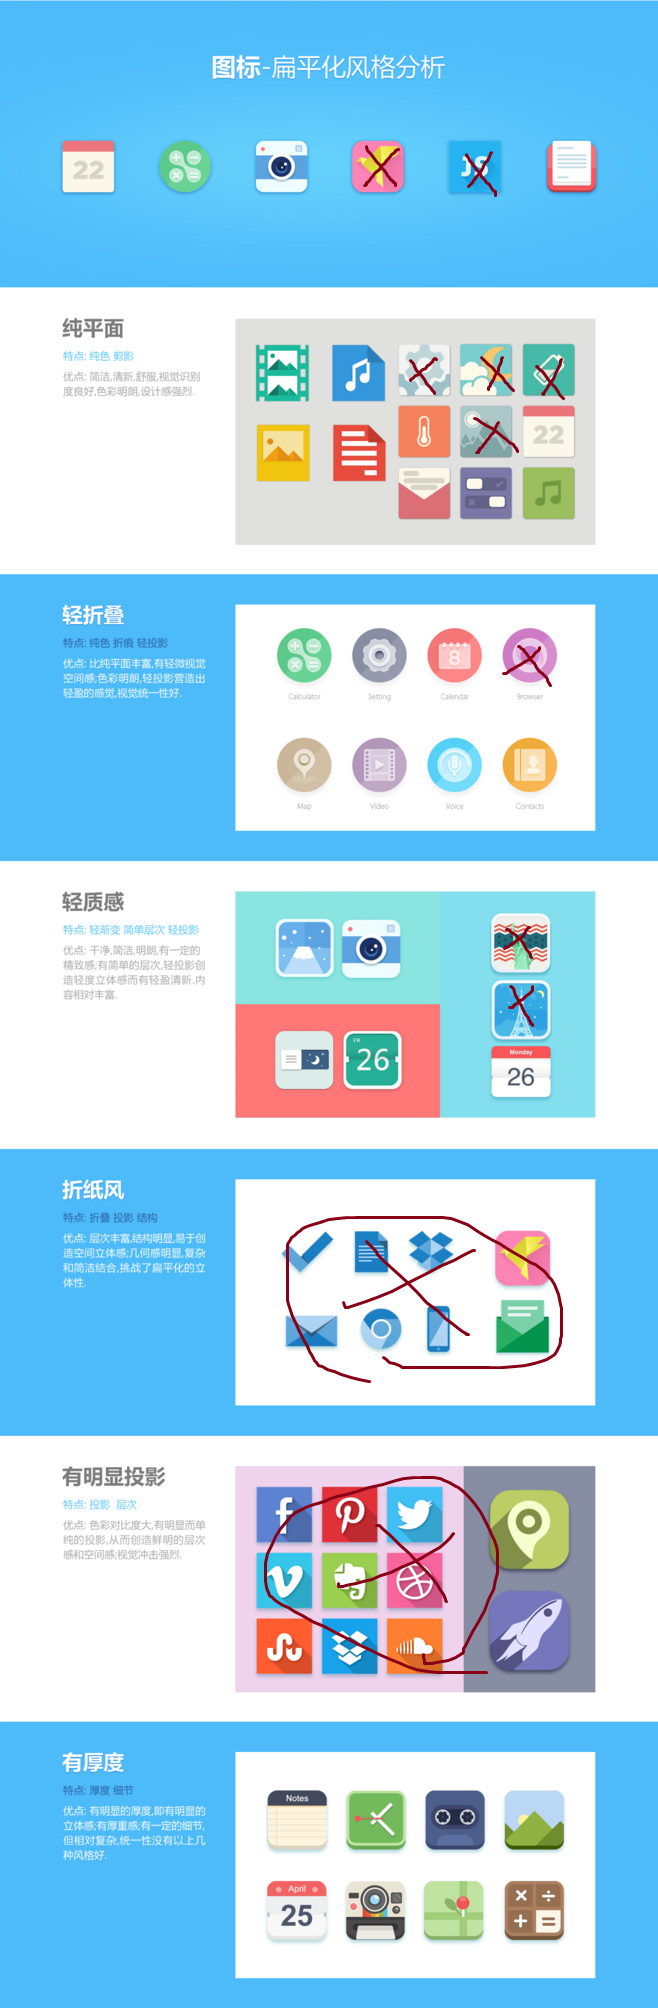 图标-扁平化风格分析
22
JS
纯平面
特点: 纯色 剪影
优点: 简洁,清新,舒服,视觉识别
度良好,色彩明朗,设计感强烈.
22
轻折叠
特点: 纯色 折痕 轻投影
优点: 比纯平面丰富,有轻微视觉
空间感;色彩明朗,轻投影营造出
轻盈的感觉,视觉统一性好.
8
Calculator
Setting
Calendar
Browser
Map
Video
Voice
Contacts
轻质感
特点: 轻渐变 简单层次 轻投影
优点: 干净,简洁,明朗,有一定的
精致感;有简单的层次,轻投影创
造轻度立体感而有轻盈清新.内
容相对丰富.
FRI
26
Monday
26
折纸风
特点: 折叠 投影 结构
优点: 层次丰富,结构明显,易于创
造空间立体感;几何感明显,复杂
和简洁结合,挑战了扁平化的立
体性.
有明显投影
特点: 投影 层次
优点: 色彩对比度大,有明显而单
纯的投影,从而创造鲜明的层次
感和空间感;视觉冲击强烈.
有厚度
特点: 厚度 细节
优点: 有明显的厚度,即有明显的
立体感;有厚重感;有一定的细节,
但相对复杂,统一性没有以上几
种风格好.
Notes
April
25